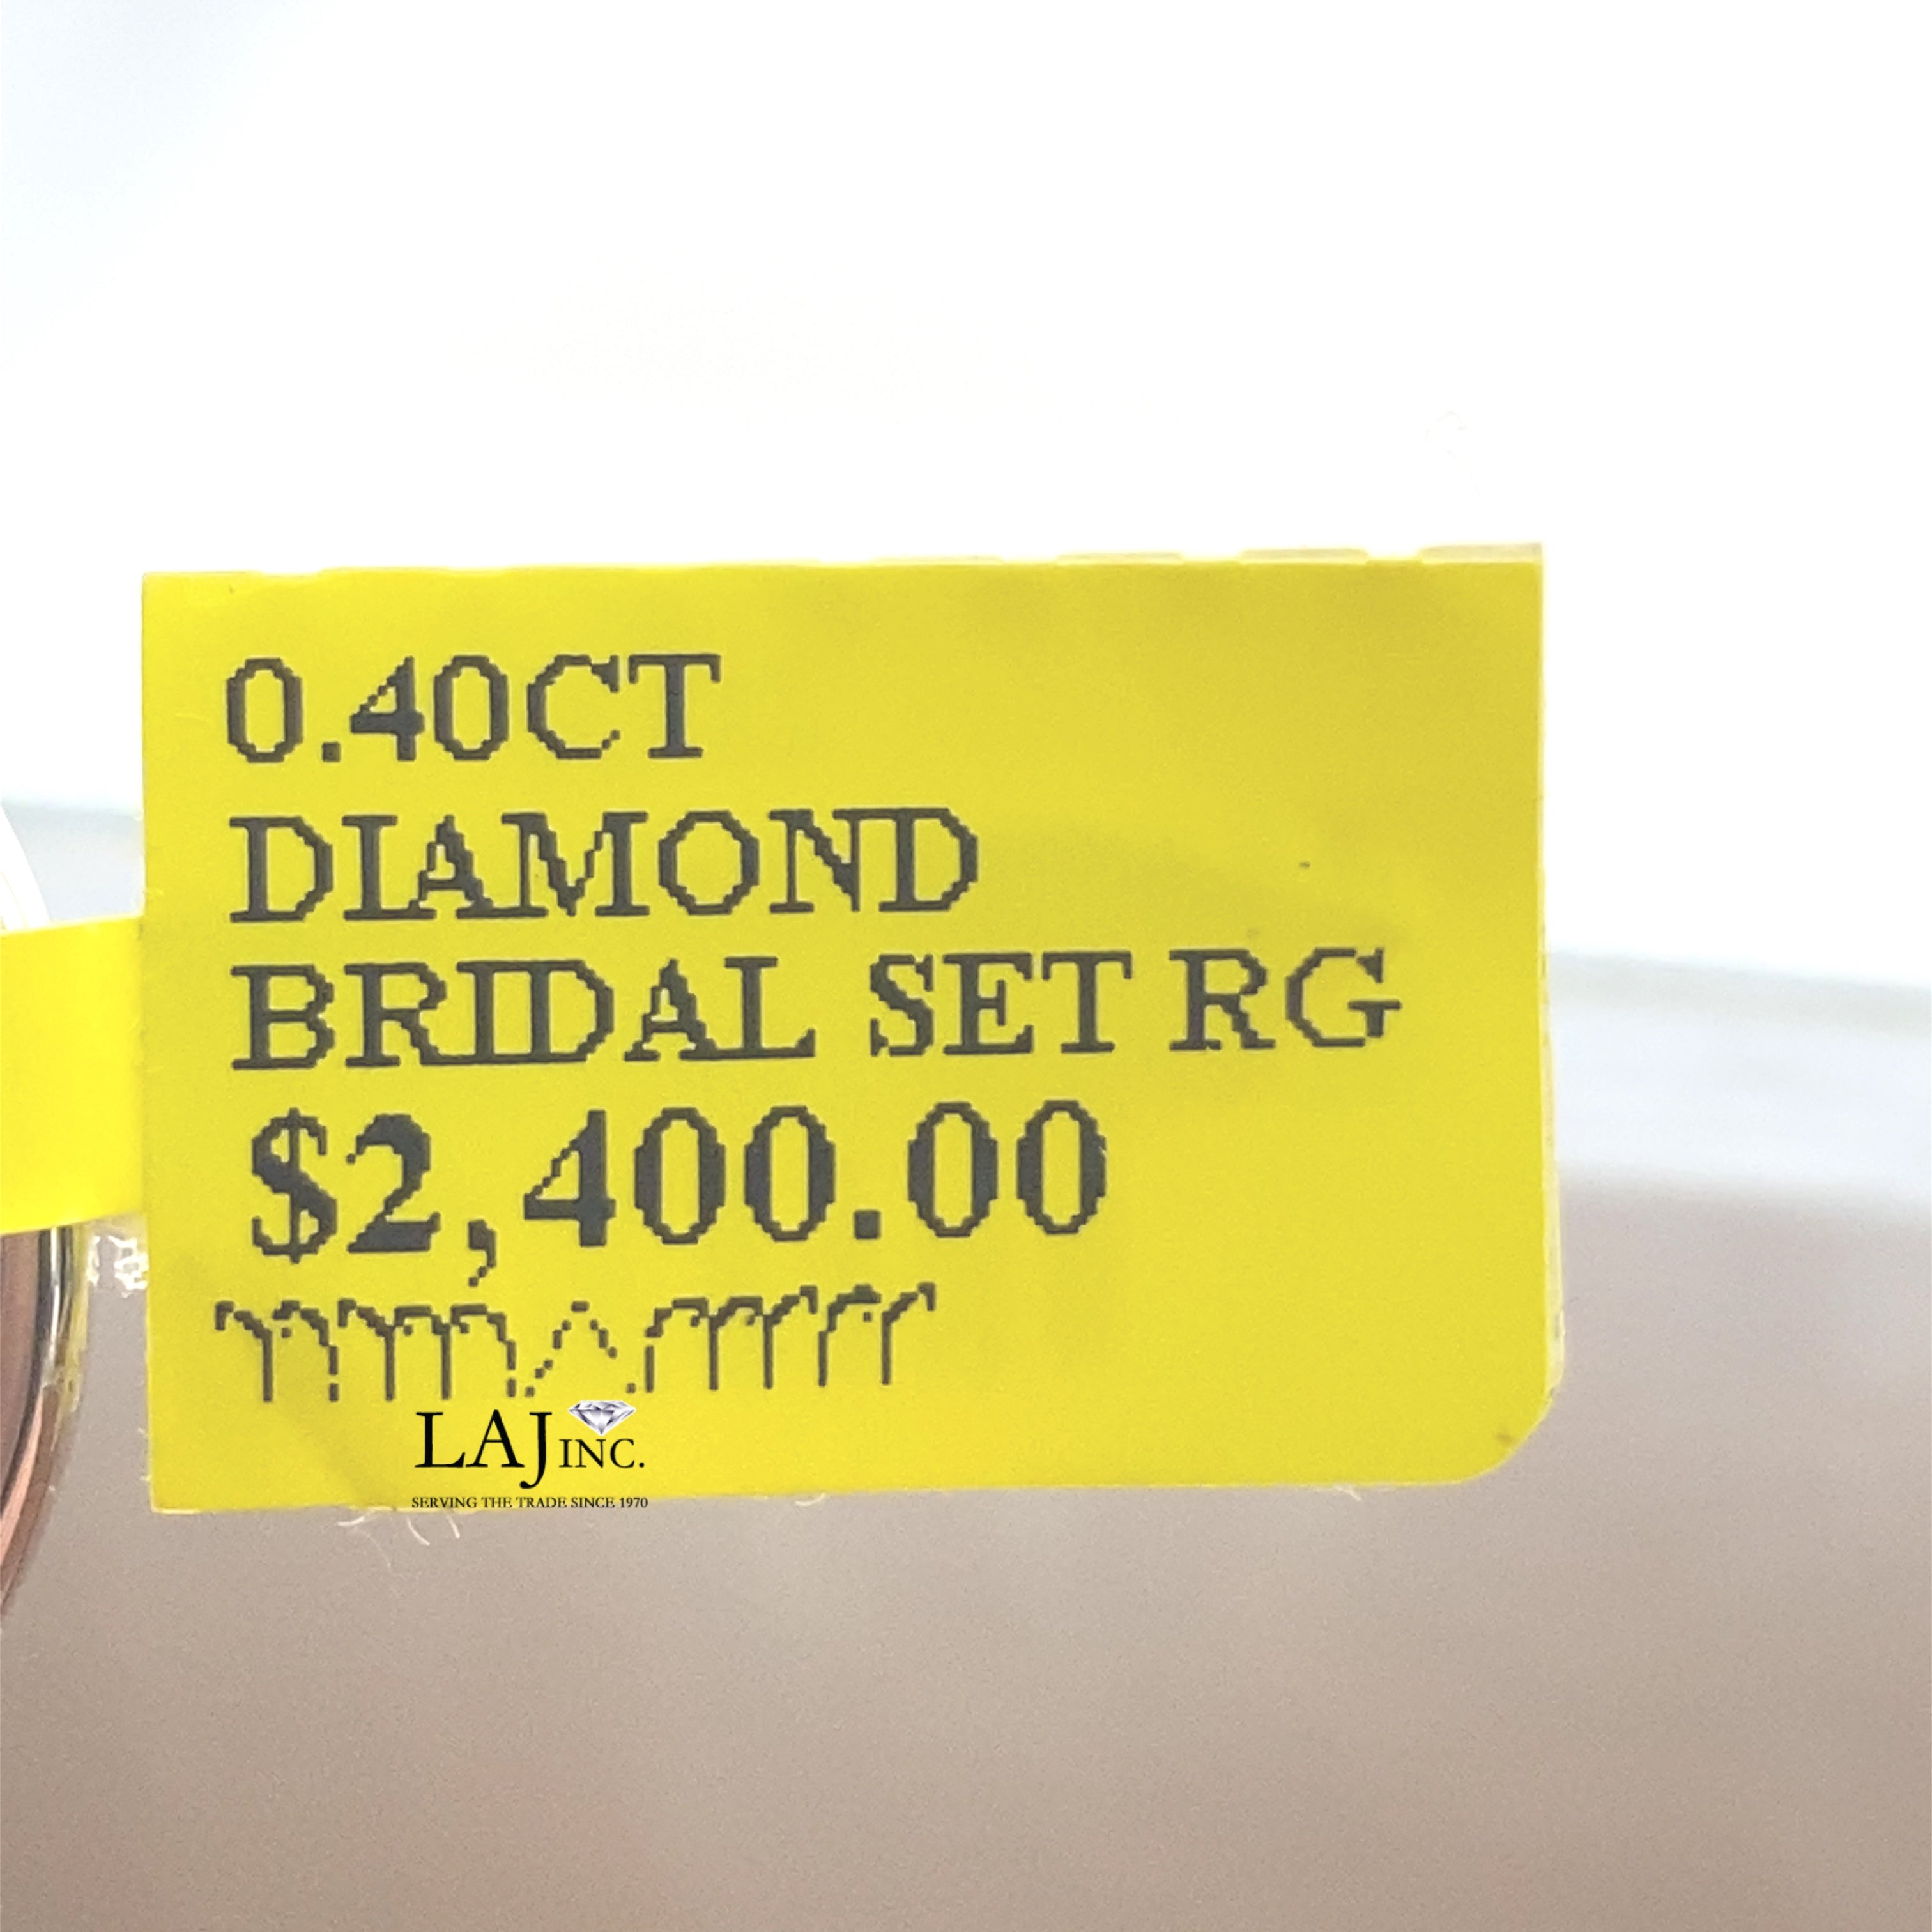 0.40CT
DIAMOND
BRIDAL SET RG
$2,400.00
LAJ INC.
SERVING THE TRADE SINCE 1970